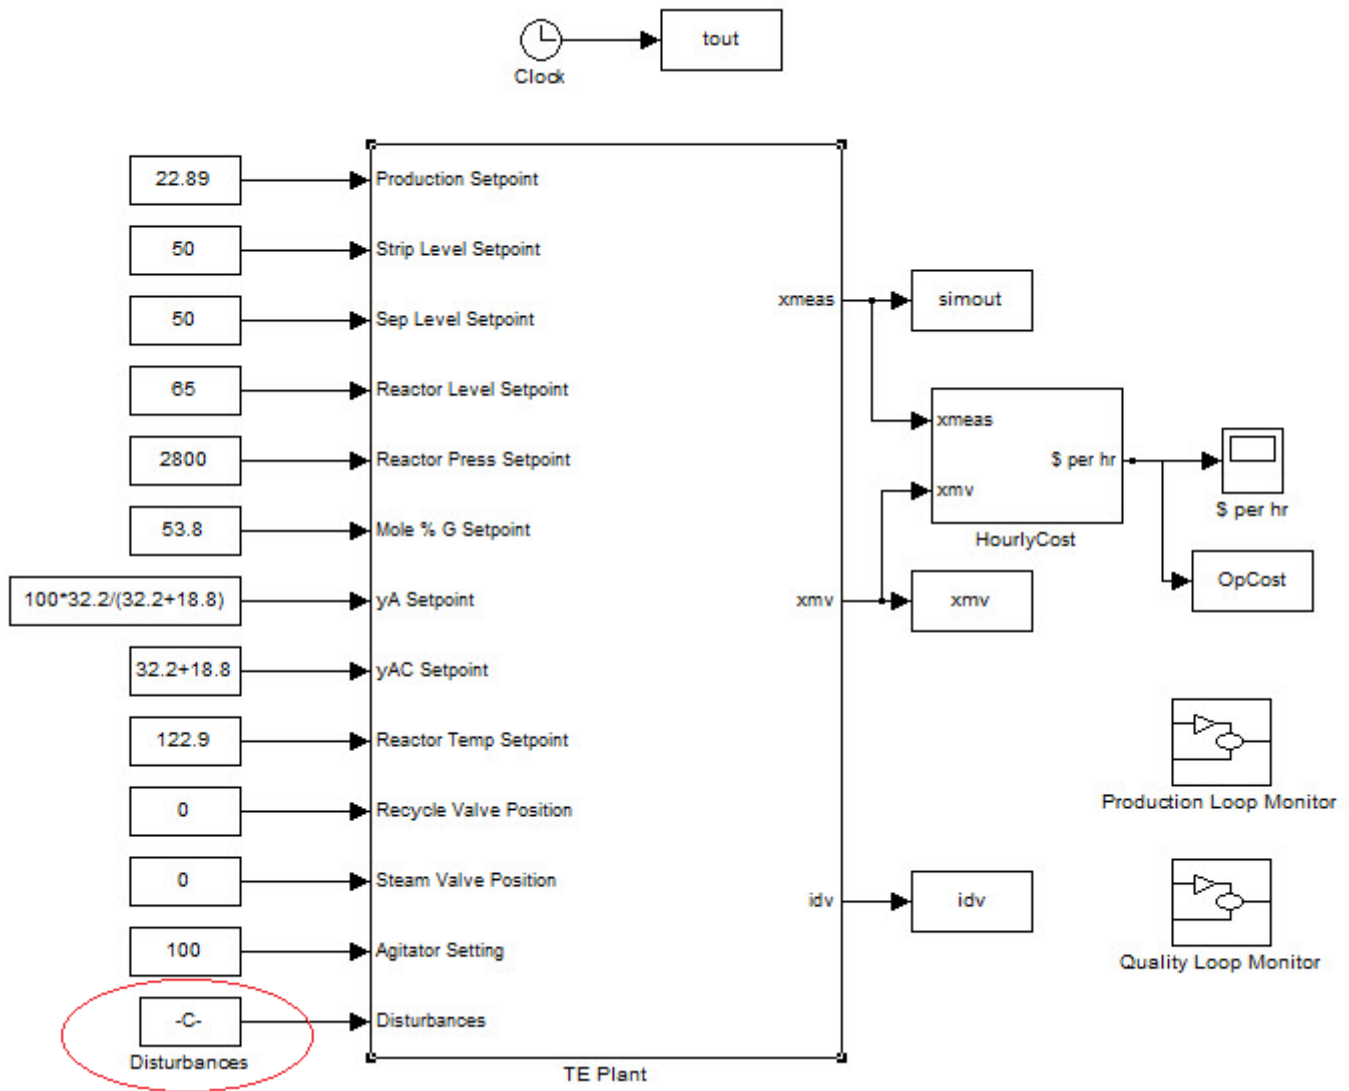 tout
Clock
22.89
Production Setpoint
50
Strip Level Setpoint
50
Sep Level Setpoint
xmeas
simout
65
Reactor Level Setpoint
xmeas
2800
Reactor Press Setpoint
$ per hr
xmv
$ per hr
53.8
Mole % G Setpoint
HourlyCost
OpCost
100*32.2/(32.2+18.8)
yA Setpoint
xmv
xmv
32.2+18.8
yAC Setpoint
122.9
Reactor Temp Setpoint
0
Recycle Valve Position
Production Loop Monitor
0
Steam Valve Position
idv
idv
100
Agitator Setting
Quality Loop Monitor
-C-
Disturbances
Disturbances
TE Plant